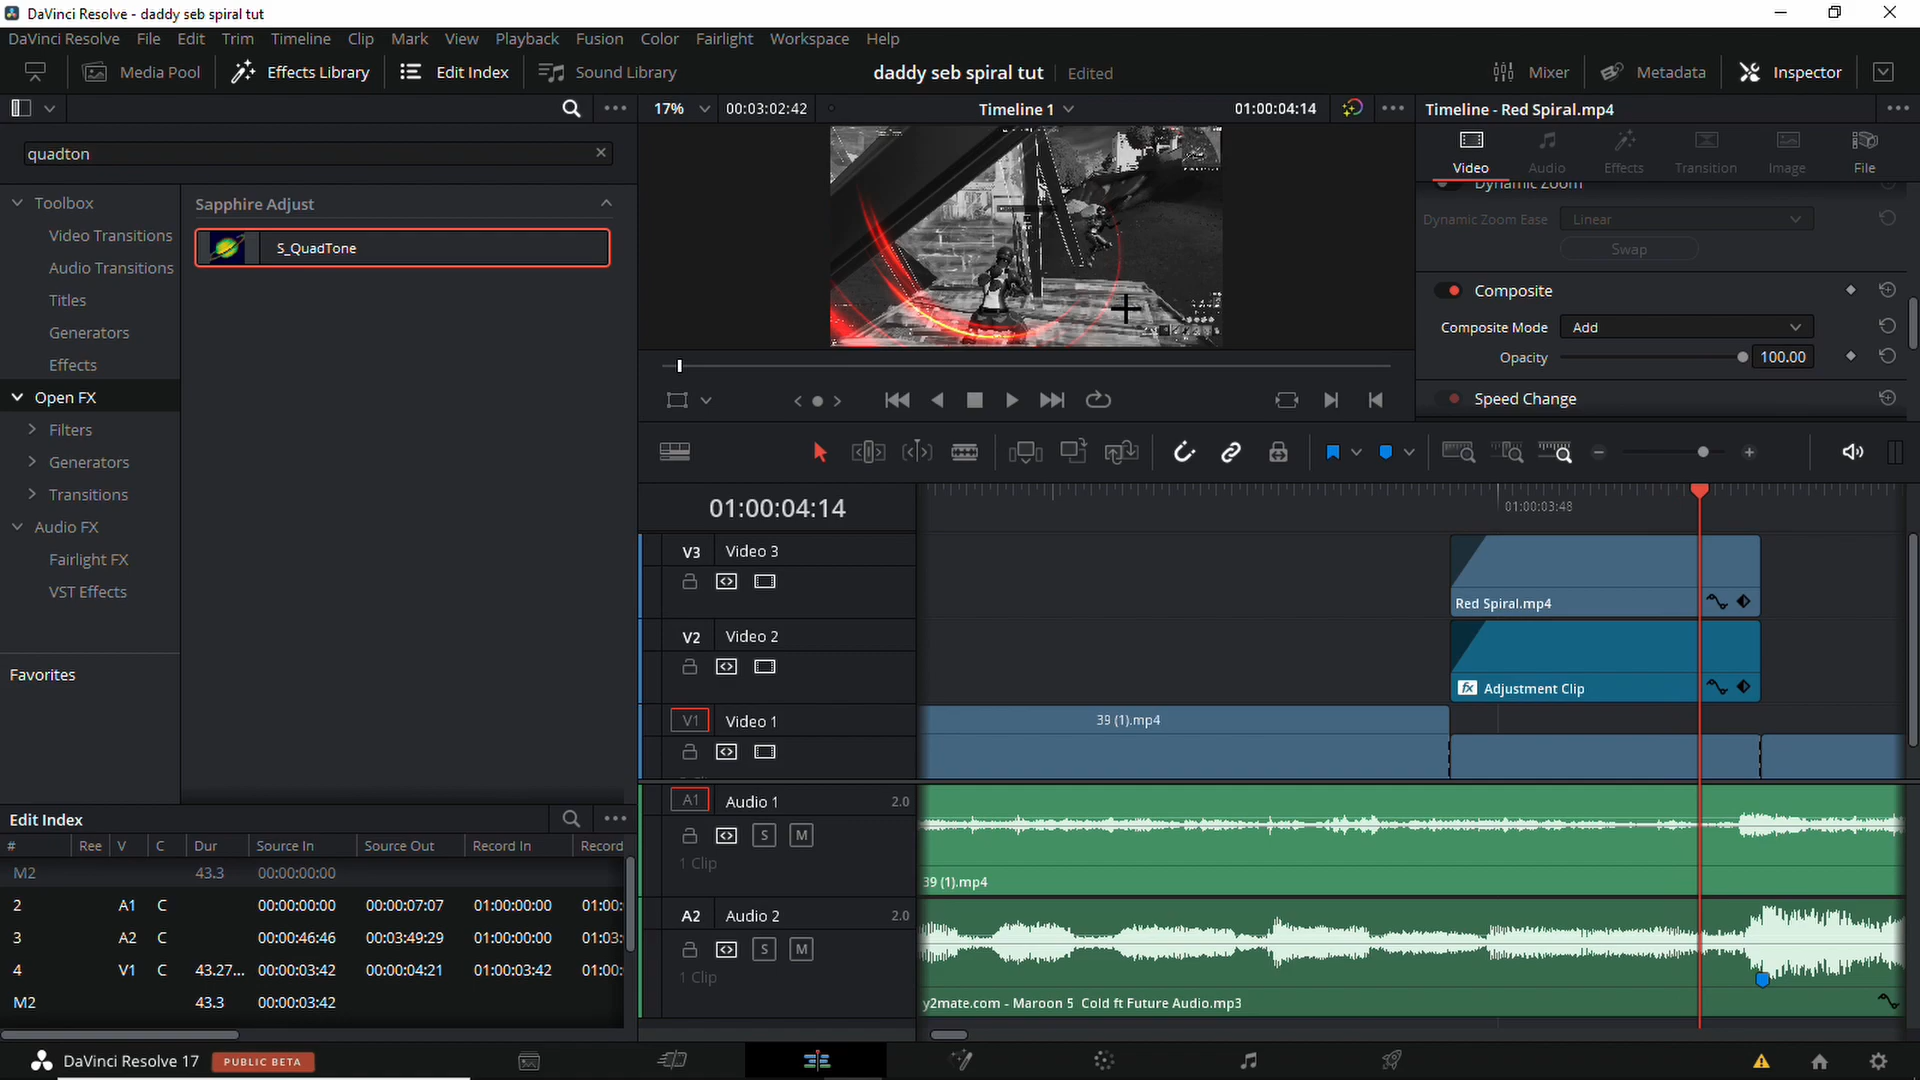 DaVinci Resolve - daddy seb spiral tut
DaVinci Resolve File Edit Trim Timeline Clip Mark View Playback Fusion Color Fairlight Workspace Help
Media Pool Effects Library Edit Index Sound Library daddy seb spiral tut Edited Mixer Metadata Inspector
17% 00:03:02:42 Timeline 1 01:00:04:14 Timeline - Red Spiral.mp4
quadton
Video Audio Effects Transition Image File
Toolbox
Video Transitions
Audio Transitions
Titles
Generators
Effects
Open FX
Filters
Generators
Transitions
Audio FX
Fairlight FX
VST Effects
Favorites
Sapphire Adjust
S_QuadTone
Dynamic Zoom
Dynamic Zoom Ease Linear
Swap
Composite
Composite Mode Add
Opacity 100.00
Speed Change
01:00:04:14 01:00:03:48
V3 Video 3
Red Spiral.mp4
V2 Video 2
fx Adjustment Clip
V1 Video 1 39 (1).mp4
A1 Audio 1 2.0
S M
1 Clip
39 (1).mp4
A2 Audio 2 2.0
S M
1 Clip
y2mate.com - Maroon 5 Cold ft Future Audio.mp3
Edit Index
# Ree V C Dur Source In Source Out Record In Record
M2 43.3 00:00:00:00
2 A1 C 00:00:00:00 00:00:07:07 01:00:00:00 01:00:
3 A2 C 00:00:46:46 00:03:49:29 01:00:00:00 01:03:
4 V1 C 43.27... 00:00:03:42 00:00:04:21 01:00:03:42 01:00:
M2 43.3 00:00:03:42
DaVinci Resolve 17 PUBLIC BETA